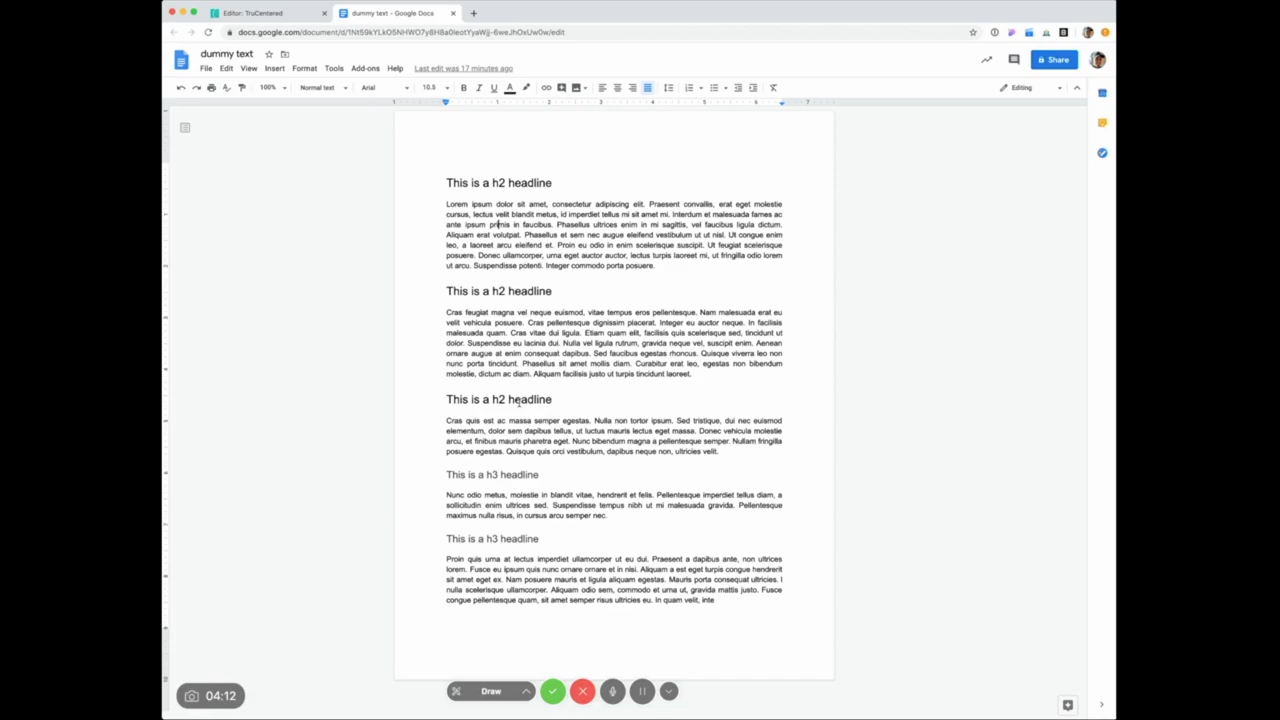 Editor: TruCentered
dummy text - Google Docs
docs.google.com/document/d/1Nt59kYLkO5NHWO7y8H8a0IeotYyaWjj-6weJhOxUw0w/edit
dummy text
File Edit View Insert Format Tools Add-ons Help Last edit was 17 minutes ago
Share
100% Normal text Arial 10.5 B I U A Editing
1 1 2 3 4 5 6 7
This is a h2 headline
Lorem ipsum dolor sit amet, consectetur adipiscing elit. Praesent convallis, erat eget molestie
cursus, lectus velit blandit metus, id imperdiet tellus mi sit amet mi. Interdum et malesuada fames ac
ante ipsum primis in faucibus. Phasellus ultrices enim in mi sagittis, vel faucibus ligula dictum.
Aliquam erat volutpat. Phasellus et sem nec augue eleifend vestibulum ut ut nisl. Ut congue enim
leo, a laoreet arcu eleifend et. Proin eu odio in enim scelerisque suscipit. Ut feugiat scelerisque
posuere. Donec ullamcorper, urna eget auctor auctor, lectus turpis laoreet mi, ut fringilla odio lorem
ut arcu. Suspendisse potenti. Integer commodo porta posuere.
This is a h2 headline
Cras feugiat magna vel neque euismod, vitae tempus eros pellentesque. Nam malesuada erat eu
velit vehicula posuere. Cras pellentesque dignissim placerat. Integer eu auctor neque. In facilisis
malesuada quam. Cras vitae dui ligula. Etiam quam elit, facilisis quis scelerisque sed, tincidunt ut
dolor. Suspendisse eu lacinia dui. Nulla vel ligula rutrum, gravida neque vel, suscipit enim. Aenean
ornare augue at enim consequat dapibus. Sed faucibus egestas rhoncus. Quisque viverra leo non
nunc porta tincidunt. Phasellus sit amet mollis diam. Curabitur erat leo, egestas non bibendum
molestie, dictum ac diam. Aliquam facilisis justo ut turpis tincidunt laoreet.
This is a h2 headline
Cras quis est ac massa semper egestas. Nulla non tortor ipsum. Sed tristique, dui nec euismod
elementum, dolor sem dapibus tellus, ut luctus mauris lectus eget massa. Donec vehicula molestie
arcu, et finibus mauris pharetra eget. Nunc bibendum magna a pellentesque semper. Nullam fringilla
posuere egestas. Quisque quis orci vestibulum, dapibus neque non, ultricies velit.
This is a h3 headline
Nunc odio metus, molestie in blandit vitae, hendrerit et felis. Pellentesque imperdiet tellus diam, a
sollicitudin enim ultrices sed. Suspendisse tempus nibh ut mi malesuada gravida. Pellentesque
maximus nulla risus, in cursus arcu semper nec.
This is a h3 headline
Proin quis urna at lectus imperdiet ullamcorper ut eu dui. Praesent a dapibus ante, non ultrices
lorem. Fusce eu ipsum quis nunc ornare ornare et in nisi. Aliquam a est eget turpis congue hendrerit
sit amet eget ex. Nam posuere mauris et ligula aliquam egestas. Mauris porta consequat ultricies. I
nulla scelerisque ullamcorper. Aliquam odio sem, commodo et urna ut, gravida mattis justo. Fusce
congue pellentesque quam, sit amet semper risus ultricies eu. In quam velit, inte
04:12
Draw